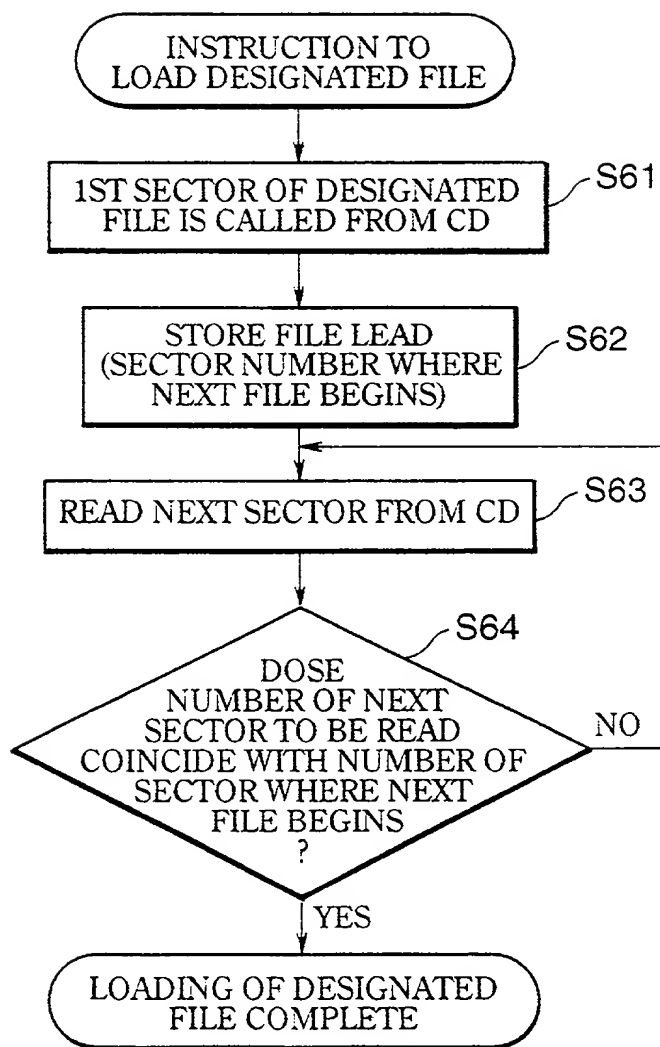 INSTRUCTION TO
LOAD DESIGNATED FILE
1ST SECTOR OF DESIGNATED
FILE IS CALLED FROM CD
S61
STORE FILE LEAD
(SECTOR NUMBER WHERE
NEXT FILE BEGINS)
S62
READ NEXT SECTOR FROM CD
S63
S64
DOSE
NUMBER OF NEXT
SECTOR TO BE READ
COINCIDE WITH NUMBER OF
SECTOR WHERE NEXT
FILE BEGINS
?
NO
YES
LOADING OF DESIGNATED
FILE COMPLETE